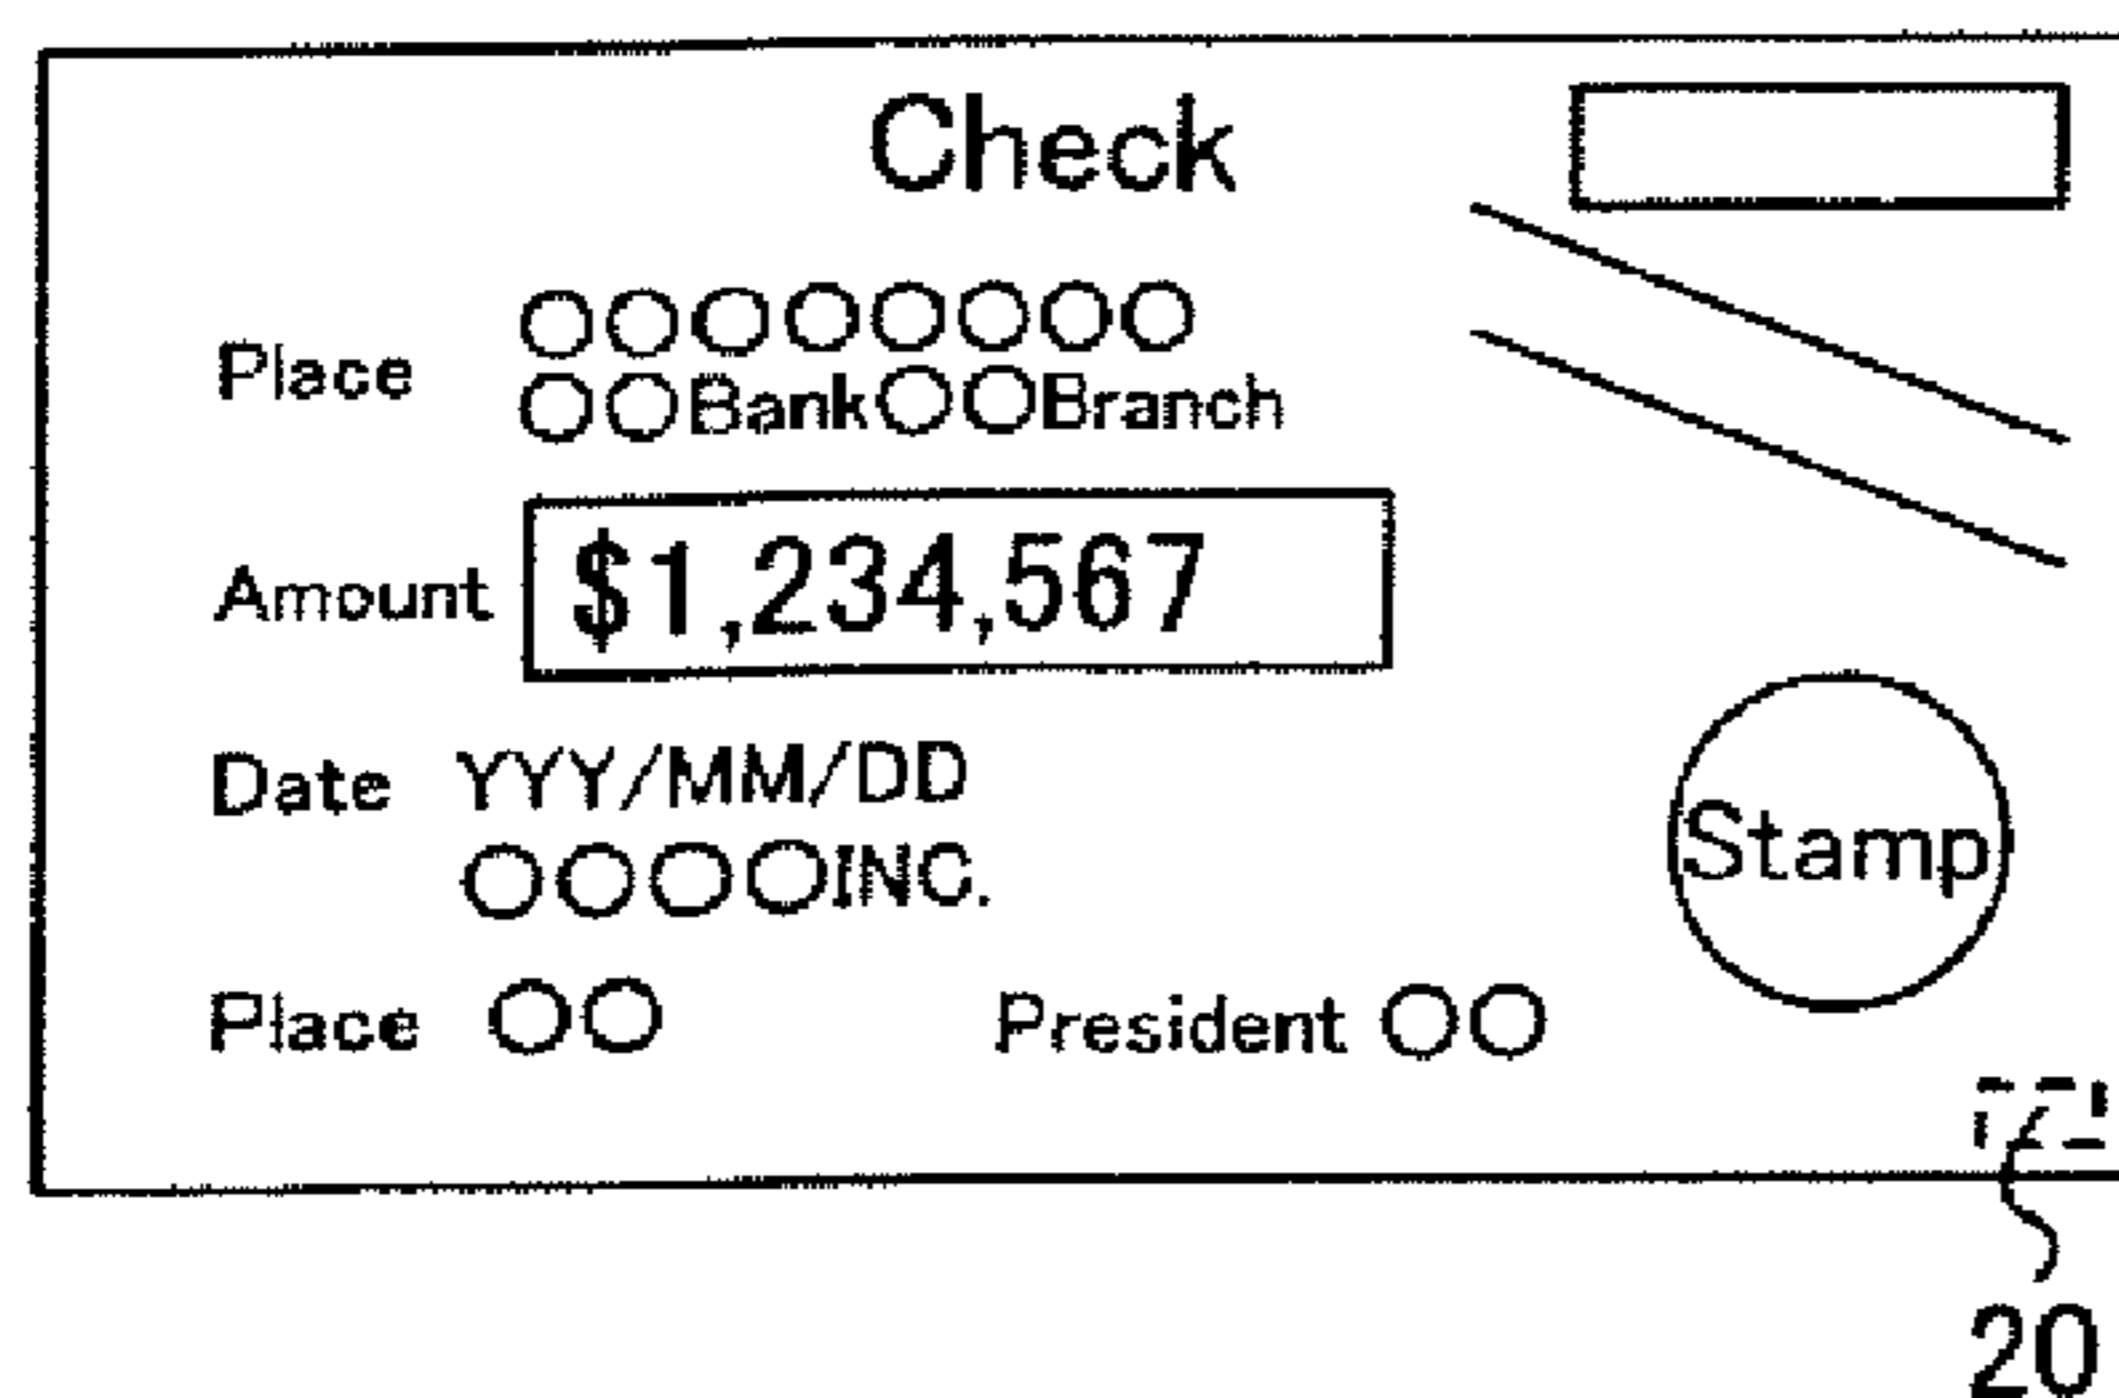 Check
Place ○○○○○○○○
○○Bank○○Branch
Amount $1,234,567
Date YYY/MM/DD
○○○○INC.
Stamp
Place ○○ President ○○
20